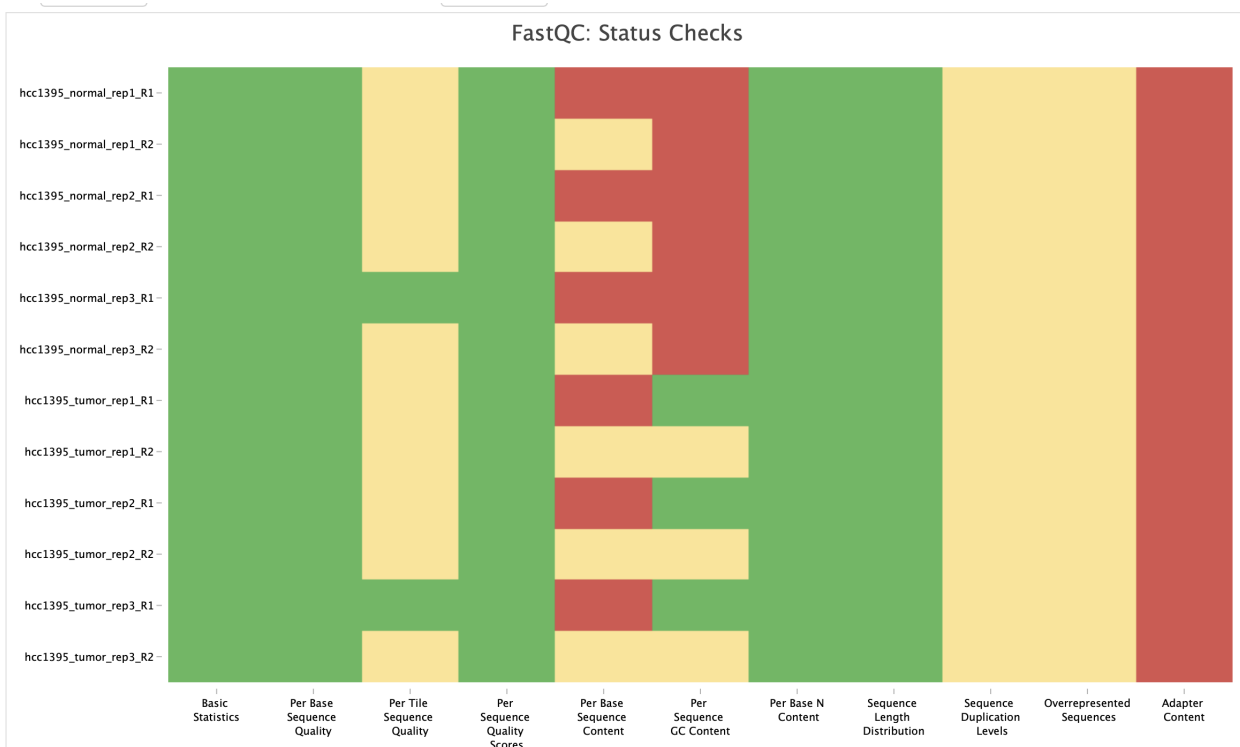 FastQC: Status Checks
hcc1395_normal_rep1_R1
hcc1395_normal_rep1_R2
hcc1395_normal_rep2_R1
hcc1395_normal_rep2_R2
hcc1395_normal_rep3_R1
hcc1395_normal_rep3_R2
hcc1395_tumor_rep1_R1
hcc1395_tumor_rep1_R2
hcc1395_tumor_rep2_R1
hcc1395_tumor_rep2_R2
hcc1395_tumor_rep3_R1
hcc1395_tumor_rep3_R2
Basic
Statistics
Per Base
Sequence
Quality
Per Tile
Sequence
Quality
Per
Sequence
Quality
Scores
Per Base
Sequence
Content
Per
Sequence
GC Content
Per Base N
Content
Sequence
Length
Distribution
Sequence
Duplication
Levels
Overrepresented
Sequences
Adapter
Content